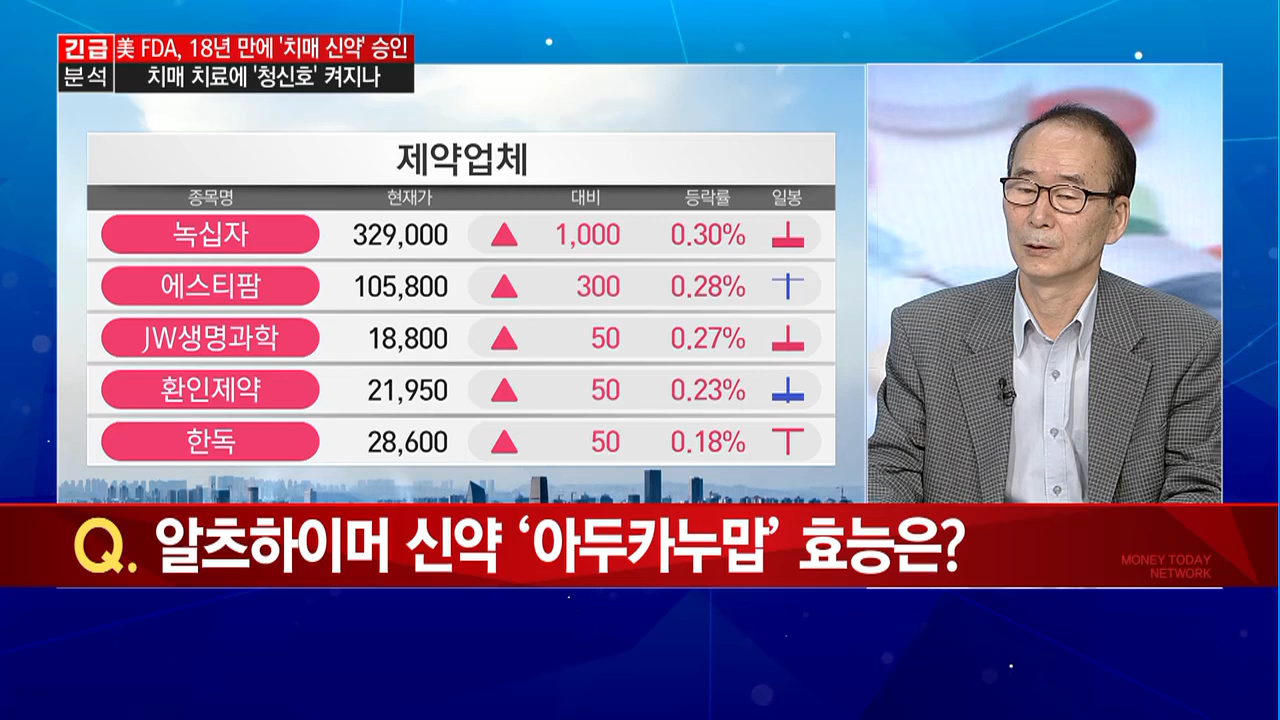 긴급 美 FDA, 18년 만에 '치매 신약' 승인
분석 치매 치료에 '청신호' 켜지나
제약업체
종목명 현재가 대비 등락률 일봉
녹십자 329,000 ▲ 1,000 0.30%
에스티팜 105,800 ▲ 300 0.28%
JW생명과학 18,800 ▲ 50 0.27%
환인제약 21,950 ▲ 50 0.23%
한독 28,600 ▲ 50 0.18%
Q. 알츠하이머 신약 ‘아두카누맙’ 효능은?
MONEY TODAY
NETWORK